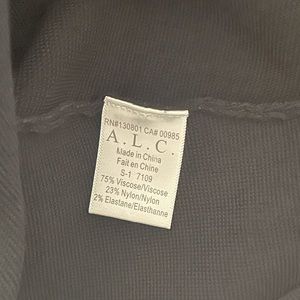 RN#130801 CA# 00985
A.L.C.
Made in China
Fait en Chine
S-1 7109
75% Viscose/Viscose
23% Nylon/Nylon
2% Elastane/Elasthanne